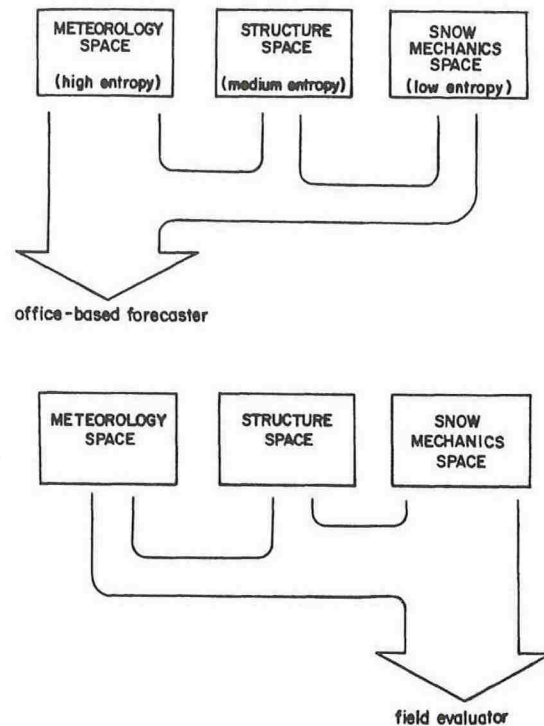 METEOROLOGY
SPACE
(high entropy)
STRUCTURE
SPACE
(medium entropy)
SNOW
MECHANICS
SPACE
(low entropy)
office-based forecaster
METEOROLOGY
SPACE
STRUCTURE
SPACE
SNOW
MECHANICS
SPACE
field evaluator